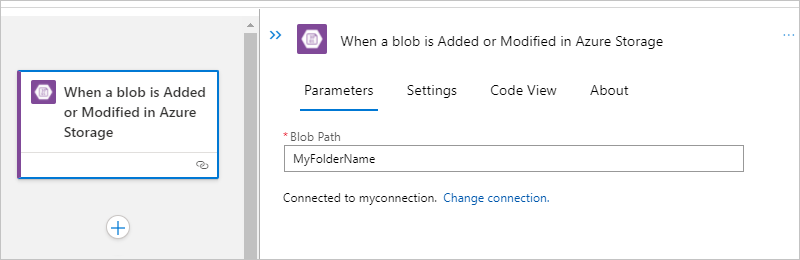 When a blob is Added
or Modified in Azure
Storage
When a blob is Added or Modified in Azure Storage
Parameters Settings Code View About
* Blob Path
MyFolderName
Connected to myconnection. Change connection.